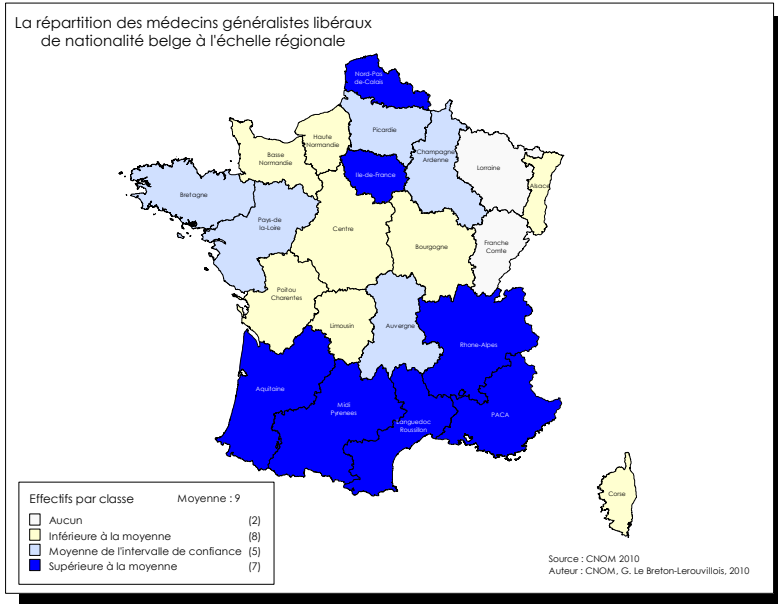 La répartition des médecins généralistes libéraux
de nationalité belge à l'échelle régionale
Nord-Pas
de-Calais
Picardie
Haute
Normandie
Champagne
Ardenne
Basse
Normandie
Lorraine
Ile-de-France
Alsace
Bretagne
Pays-de
la-Loire
Centre
Bourgogne
Franche
Comte
Poitou
Charentes
Limousin
Auvergne
Rhone-Alpes
Aquitaine
Midi
Pyrenees
PACA
Languedoc
Roussillon
Corse
Effectifs par classe Moyenne : 9
Aucun (2)
Inférieure à la moyenne (8)
Moyenne de l'intervalle de confiance (5)
Supérieure à la moyenne (7)
Source : CNOM 2010
Auteur : CNOM, G. Le Breton-Lerouvillois, 2010